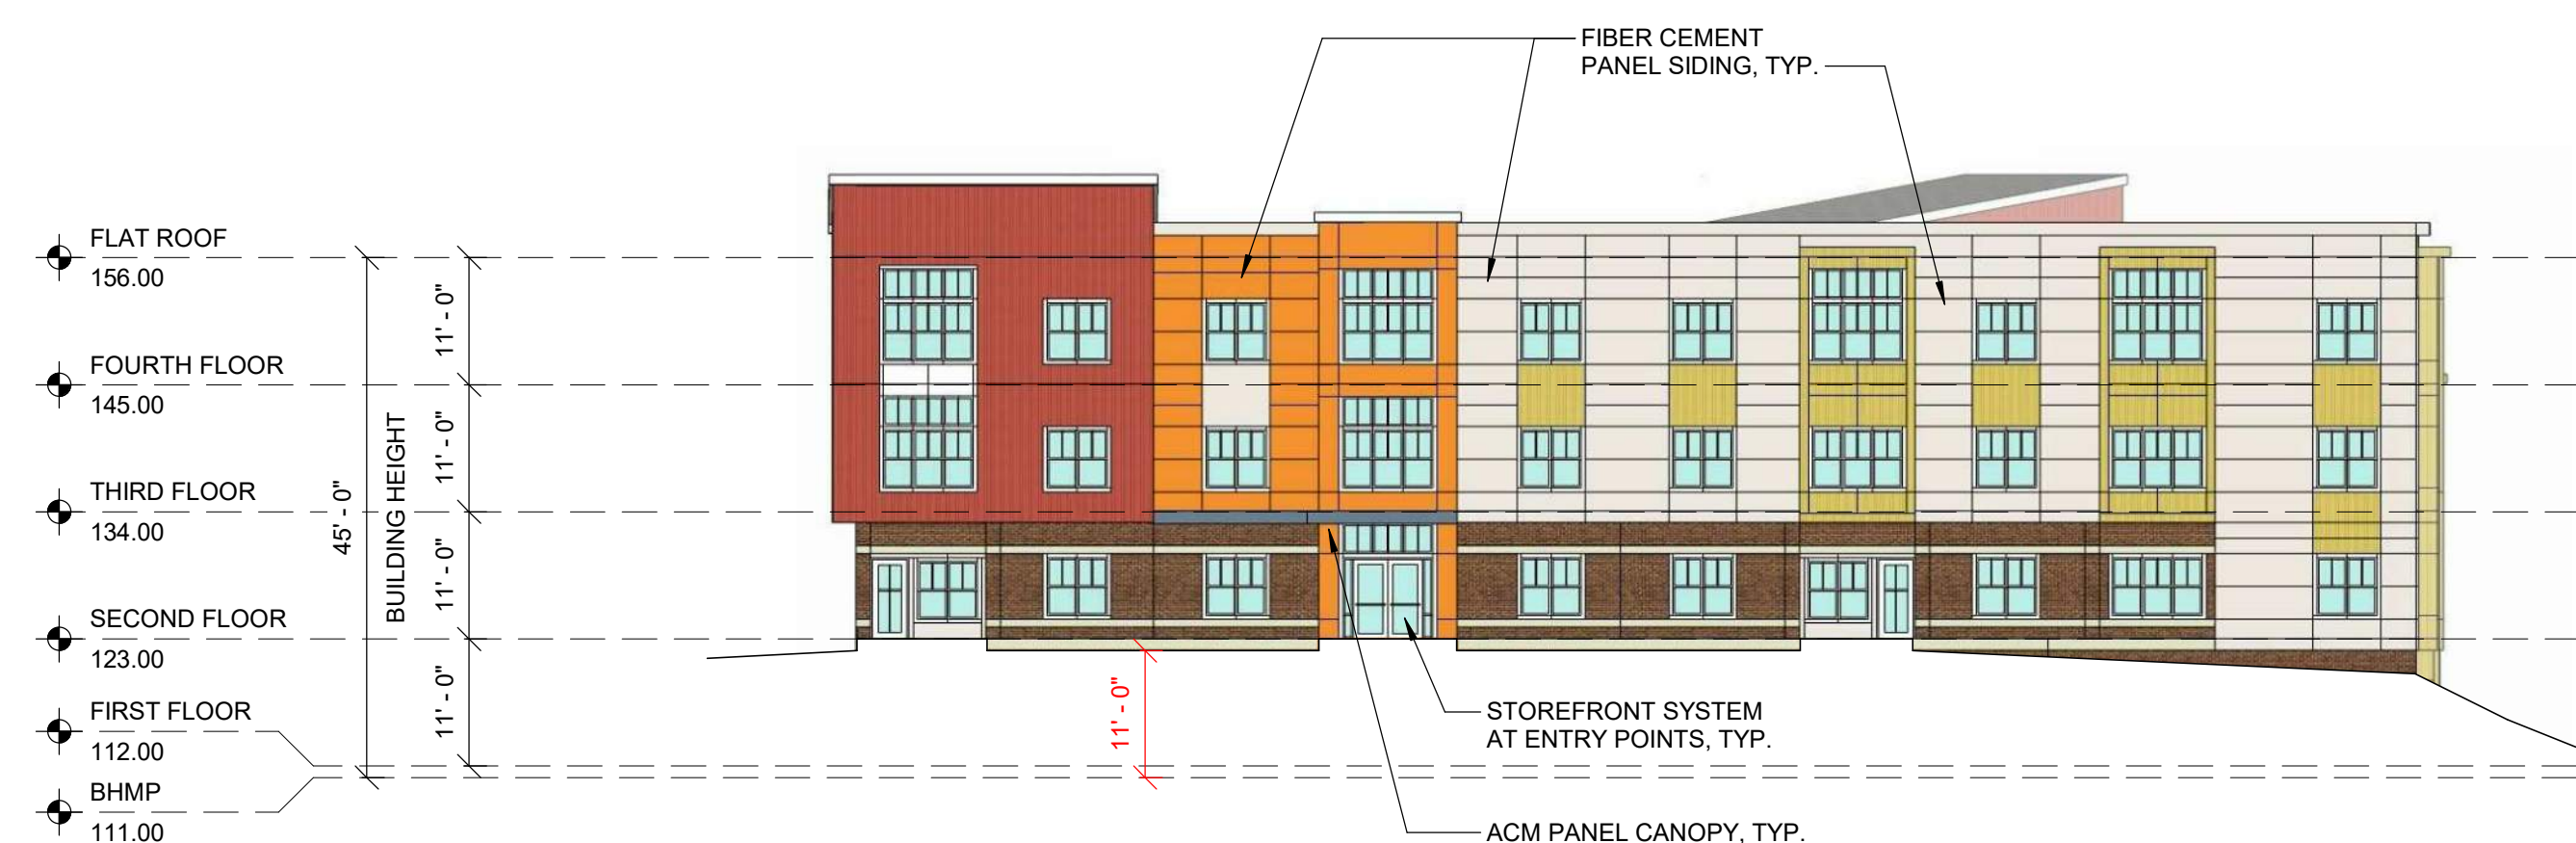 FIBER CEMENT
PANEL SIDING, TYP.
FLAT ROOF
156.00
11' - 0"
FOURTH FLOOR
145.00
11' - 0"
BUILDING HEIGHT
45' - 0"
THIRD FLOOR
134.00
11' - 0"
SECOND FLOOR
123.00
11' - 0"
11' - 0"
FIRST FLOOR
112.00
STOREFRONT SYSTEM
AT ENTRY POINTS, TYP.
BHMP
111.00
ACM PANEL CANOPY, TYP.